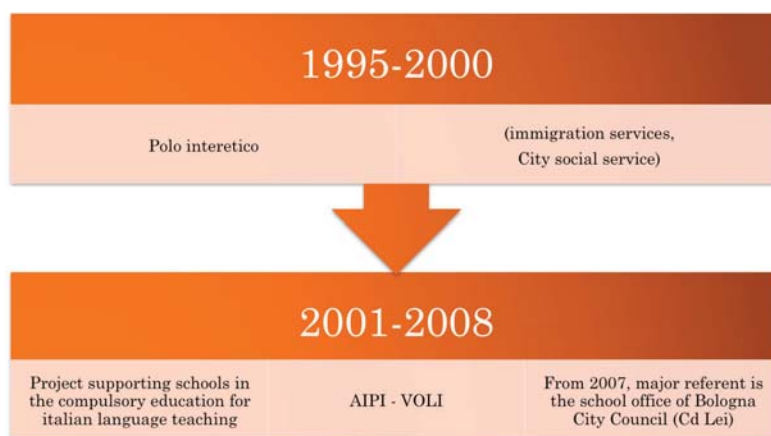 1995-2000
Polo interetico
(immigration services,
City social service)
2001-2008
Project supporting schools in
the compulsory education for
italian language teaching
AIPI - VOLI
From 2007, major referent is
the school office of Bologna
City Council (Cd Lei)